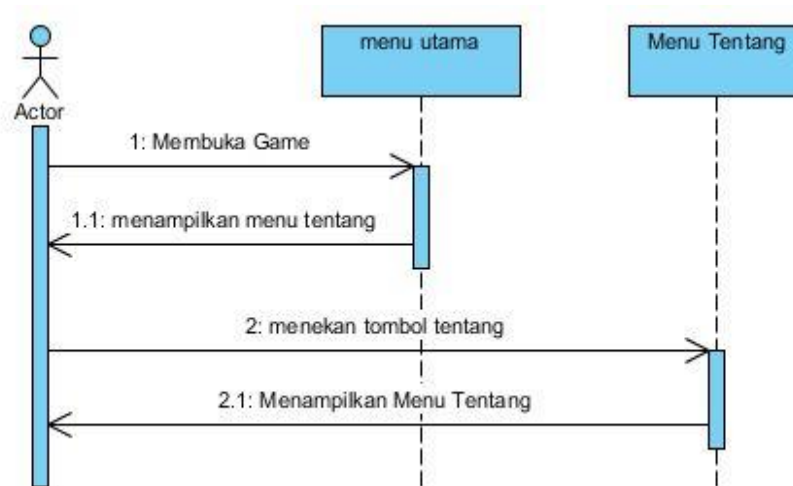 menu utama
Menu Tentang
Actor
1: Membuka Game
1.1: menampilkan menu tentang
2: menekan tombol tentang
2.1: Menampilkan Menu Tentang